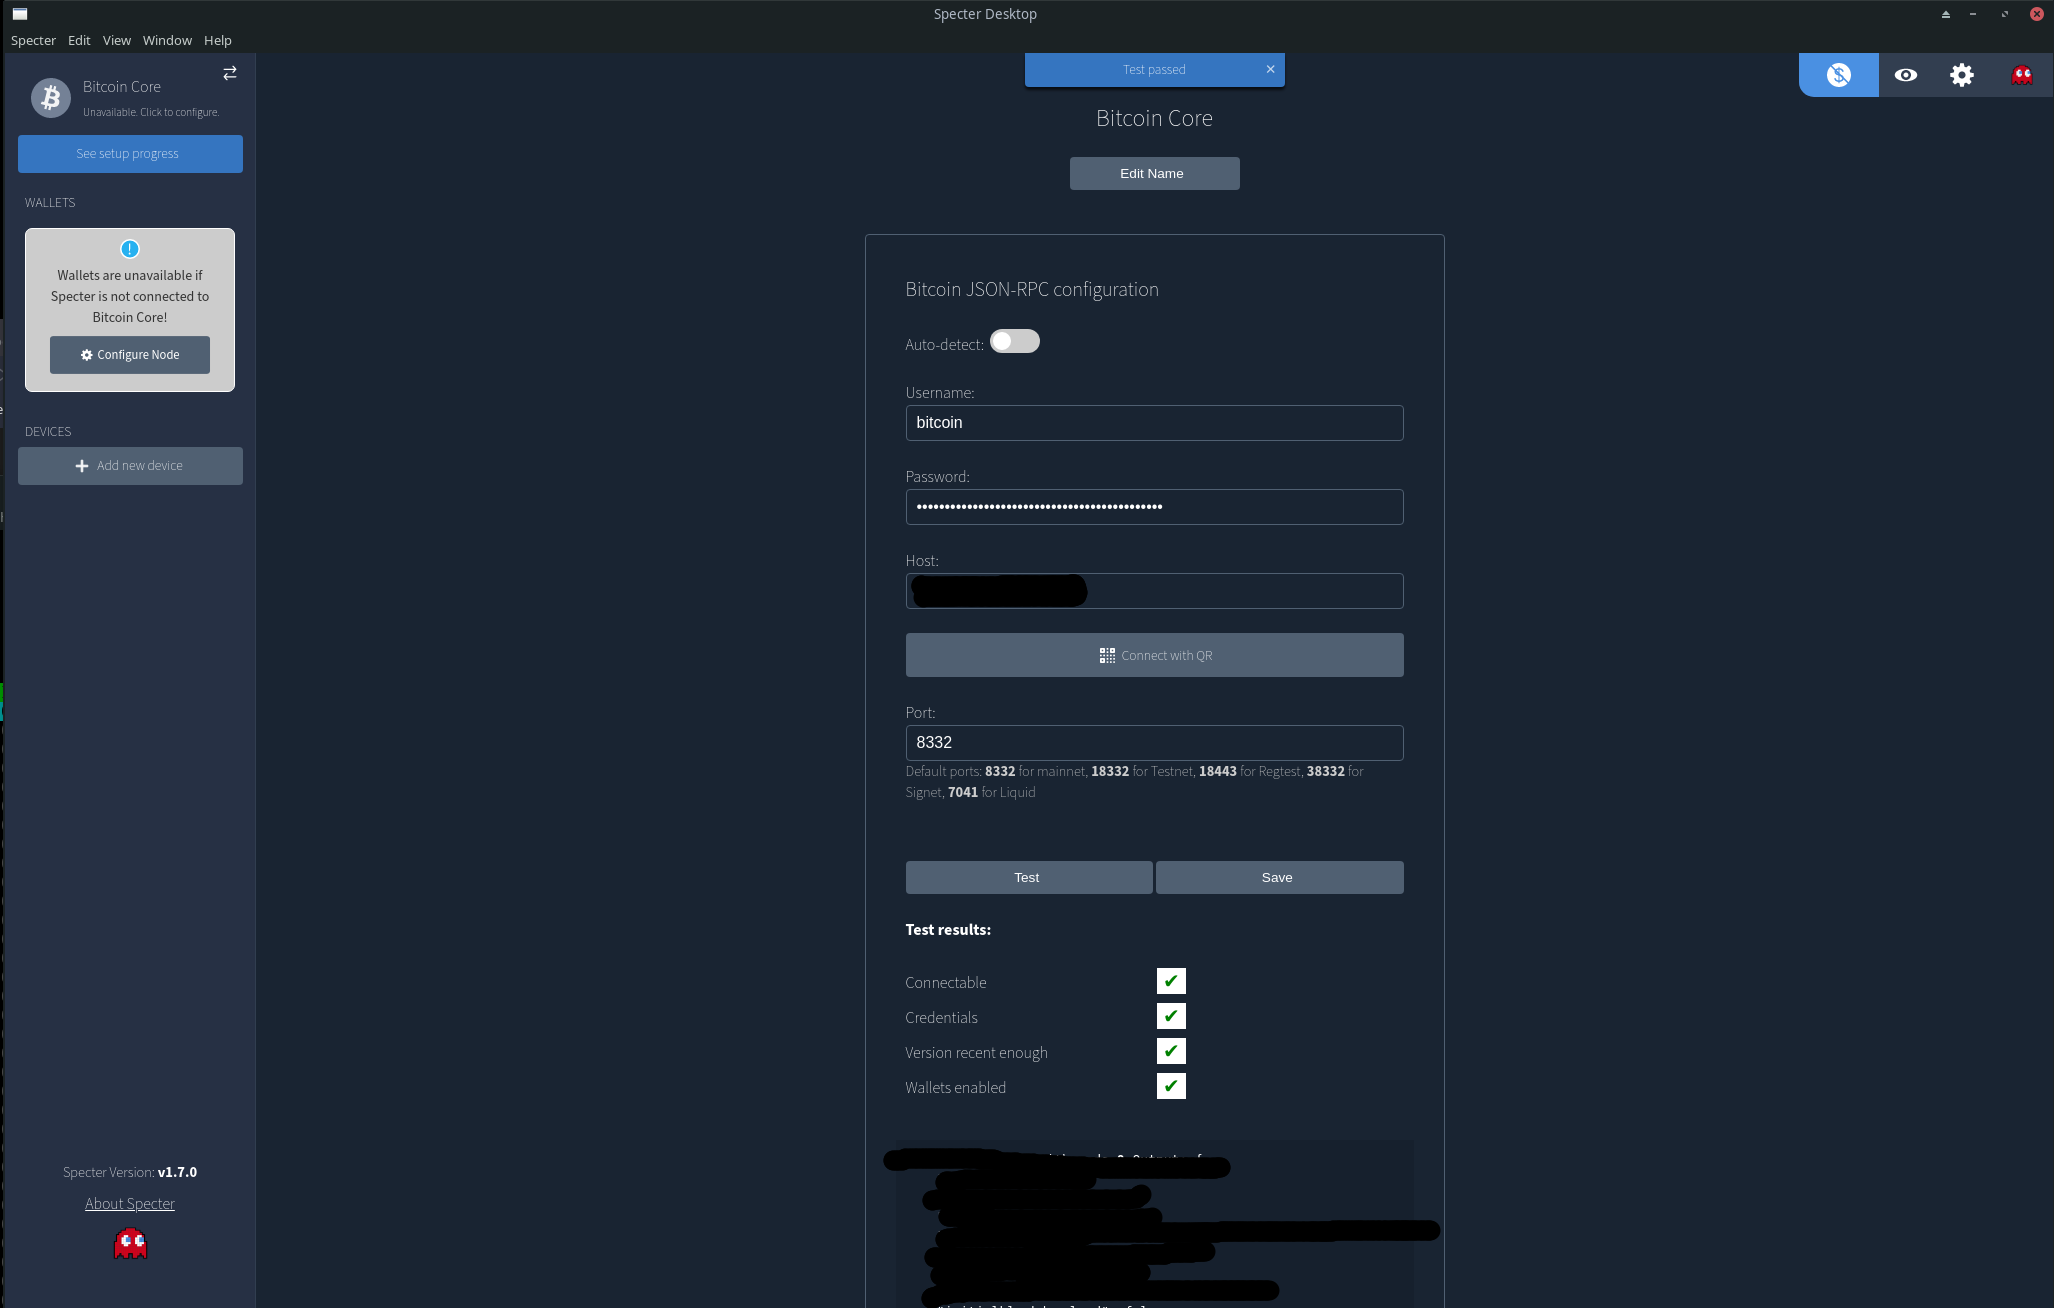 Specter Desktop
Specter Edit View Window Help
Bitcoin Core
Unavailable. Click to configure.
See setup progress
WALLETS
Wallets are unavailable if
Specter is not connected to
Bitcoin Core!
Configure Node
DEVICES
Add new device
Specter Version: v1.7.0
About Specter
Test passed
Bitcoin Core
Edit Name
Bitcoin JSON-RPC configuration
Auto-detect:
Username:
bitcoin
Password:
Host:
Connect with QR
Port:
8332
Default ports: 8332 for mainnet, 18332 for Testnet, 18443 for Regtest, 38332 for
Signet, 7041 for Liquid
Test Save
Test results:
Connectable
Credentials
Version recent enough
Wallets enabled